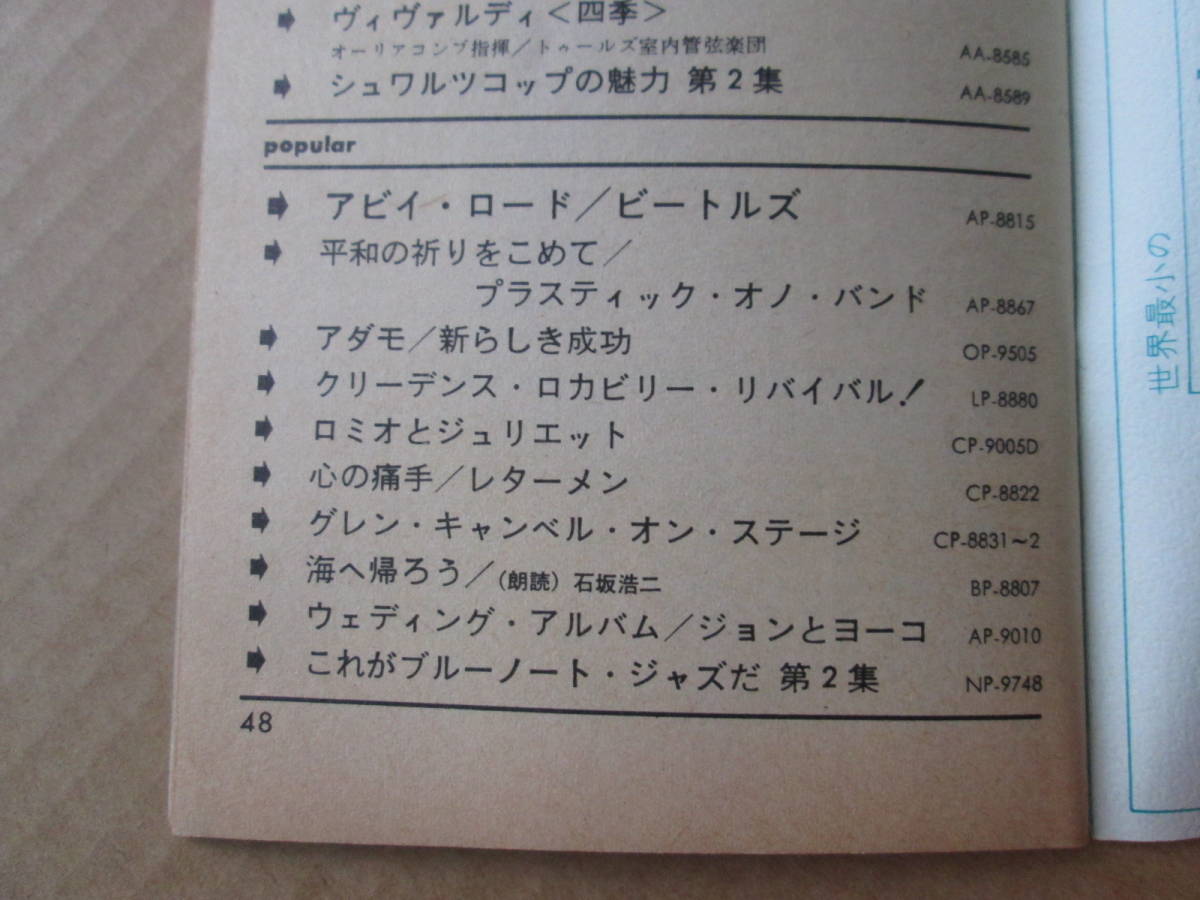 ヴィヴァルディ<四季>
オーリアコンブ指揮／トゥールズ室内管弦楽団 AA-8585
シュワルツコップの魅力 第2集 AA-8589
popular
アビイ・ロード／ビートルズ AP-8815
平和の祈りをこめて／
プラスティック・オノ・バンド AP-8867
アダモ／新らしき成功 OP-9505
クリーデンス・ロカビリー・リバイバル! LP-8880
ロミオとジュリエット CP-9005D
心の痛手／レターメン CP-8822
グレン・キャンベル・オン・ステージ CP-8831~2
海へ帰ろう／(朗読) 石坂浩二 BP-8807
ウェディング・アルバム／ジョンとヨーコ AP-9010
これがブルーノート・ジャズだ 第2集 NP-9748
48
世界最小の